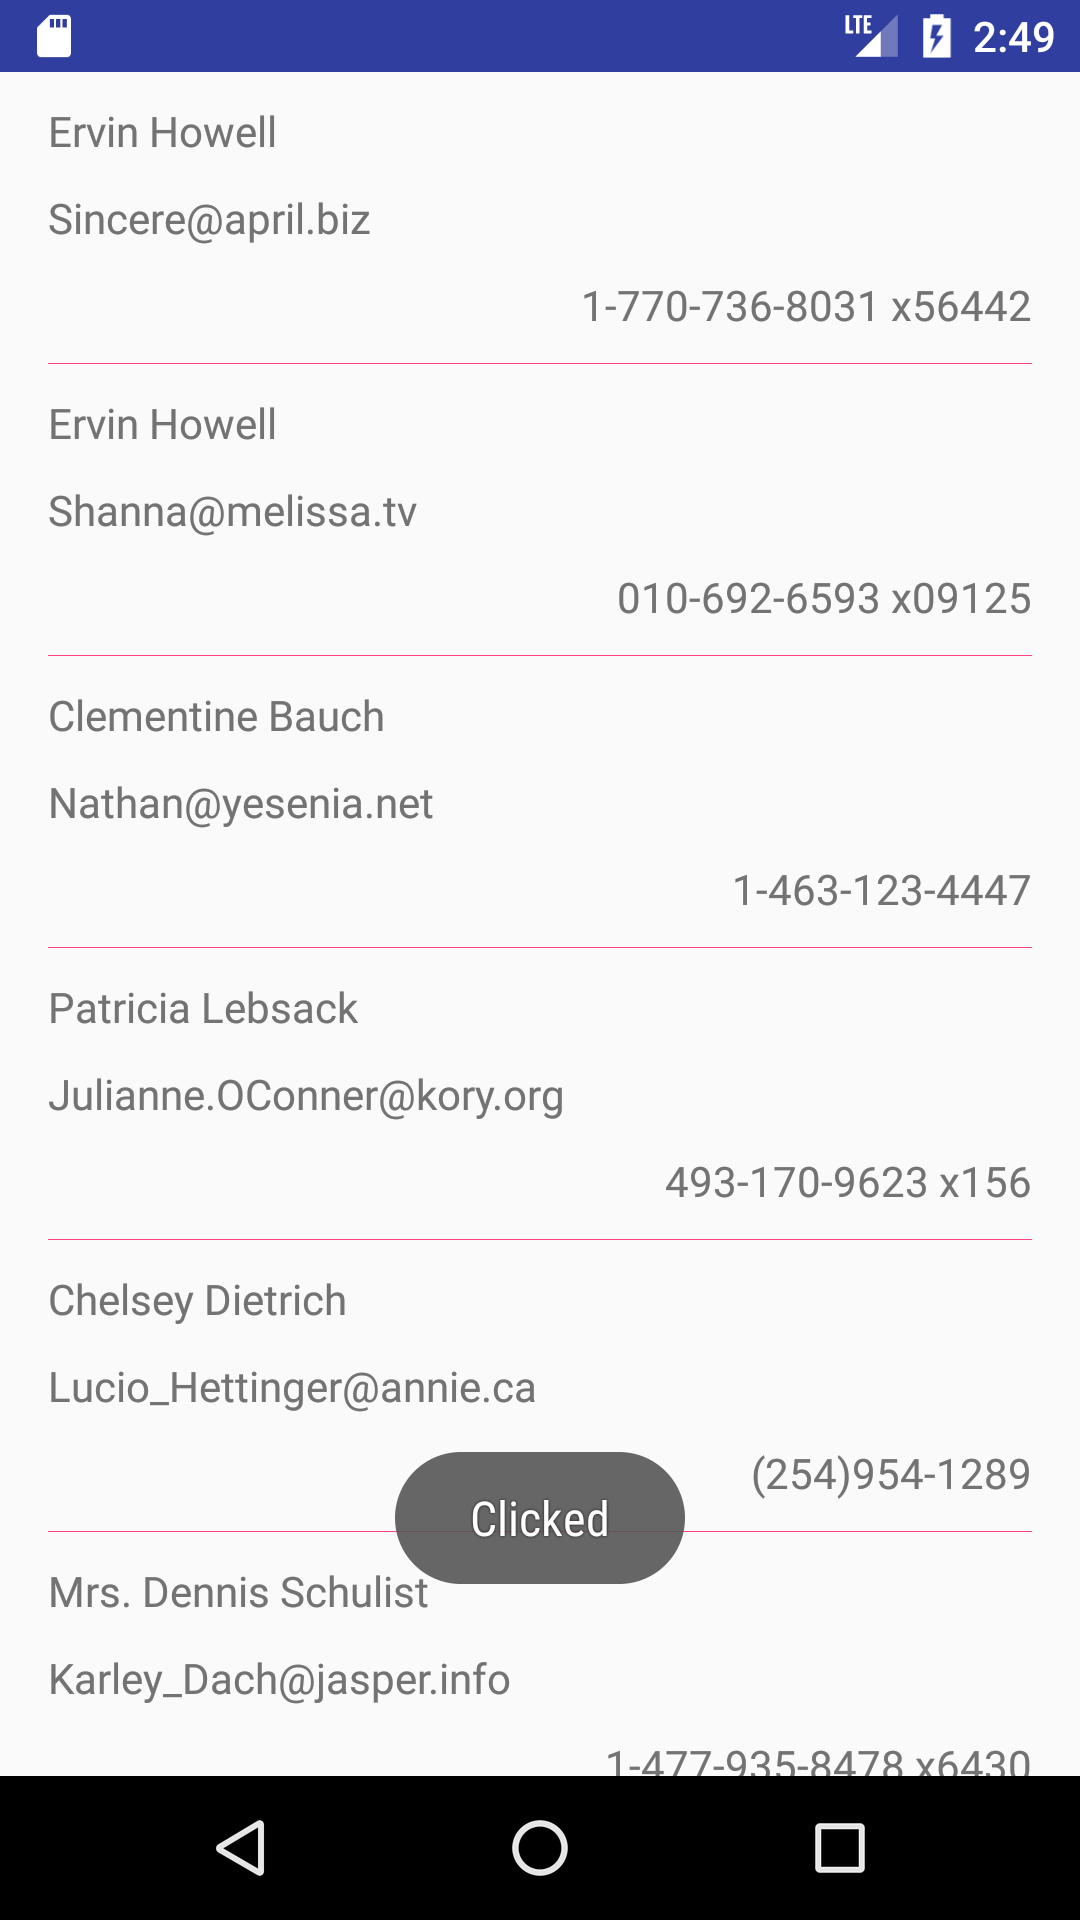 LTE 2:49
Ervin Howell
Sincere@april.biz
1-770-736-8031 x56442
Ervin Howell
Shanna@melissa.tv
010-692-6593 x09125
Clementine Bauch
Nathan@yesenia.net
1-463-123-4447
Patricia Lebsack
Julianne.OConner@kory.org
493-170-9623 x156
Chelsey Dietrich
Lucio_Hettinger@annie.ca
(254)954-1289
Clicked
Mrs. Dennis Schulist
Karley_Dach@jasper.info
1-477-935-8478 x6430